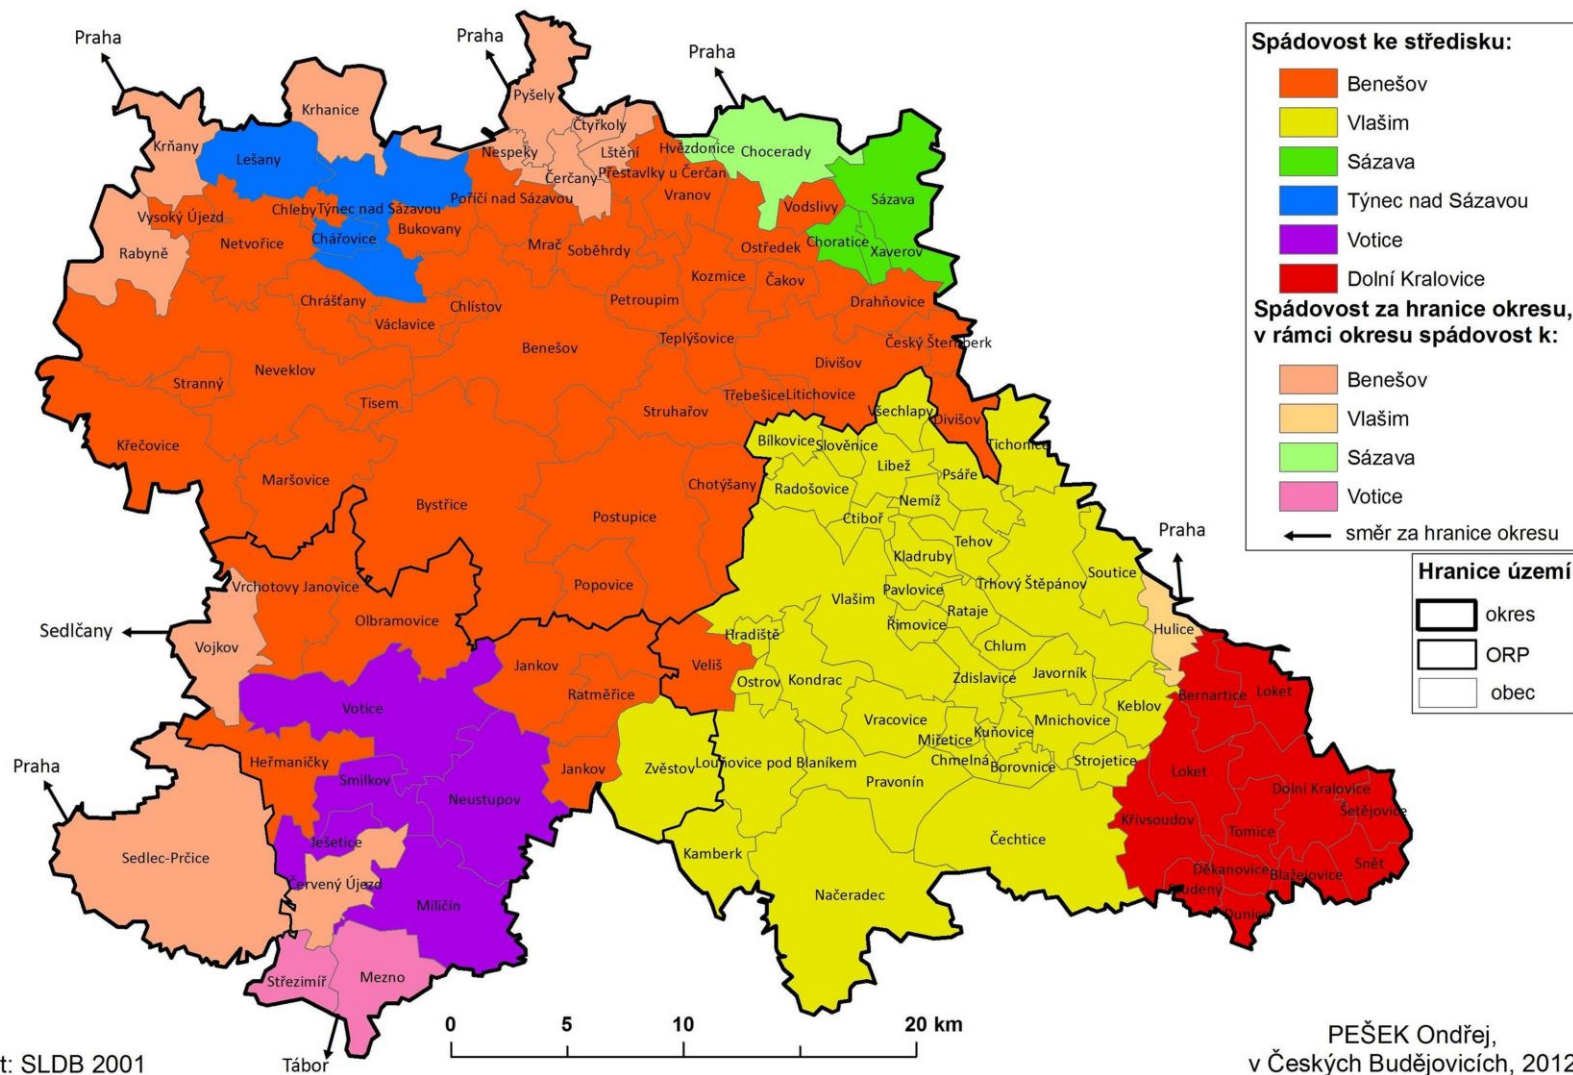 Praha
Praha
Praha
Krhanice
Pyšely
Čtyřkoly
Krňany
Lešany
Nespeky
Lštění
Hvězdonice
Chocerady
Čerčany
Přestavlky u Čerčan
Poříčí nad Sázavou
Vranov
Vodslivy
Sázava
Vysoký Újezd
Chleby
Týnec nad Sázavou
Bukovany
Netvořice
Chářovice
Rabyně
Mrač
Soběhrdy
Ostředek
Choratice
Xaverov
Kozmice
Čakov
Chrášťany
Chlístov
Petroupim
Drahňovice
Václavice
Benešov
Teplýšovice
Český Šternberk
Divišov
Neveklov
Stranný
Tisem
Třebešice
Litichovice
Struhařov
Všechlapy
Divišov
Tichonice
Křečovice
Bílkovice
Slověnice
Libež
Psáře
Maršovice
Chotýšany
Radošovice
Nemíž
Bystřice
Postupice
Ctiboř
Tehov
Praha
Kladruby
Popovice
Trhový Štěpánov
Soutice
Vrchotovy Janovice
Pavlovice
Vlašim
Rataje
Olbramovice
Římovice
Sedlčany
Vojkov
Hradiště
Chlum
Hulice
Jankov
Veliš
Ostrov
Kondrac
Zdislavice
Javorník
Ratměřice
Bernartice
Loket
Votice
Keblov
Vracovice
Mnichovice
Miřetice
Kuňovice
Heřmaničky
Jankov
Zvěstov
Louňovice pod Blaníkem
Chmelná
Borovnice
Strojetice
Praha
Smilkov
Pravonín
Loket
Dolní Kralovice
Neustupov
Šetějovice
Křivsoudov
Tomice
Ješetice
Čechtice
Sedlec-Prčice
Kamberk
Červený Újezd
Děkanovice
Blažejovice
Snět
Studený
Načeradec
Miličín
Dunice
Střezimíř
Mezno
Tábor
Spádovost ke středisku:
Benešov
Vlašim
Sázava
Týnec nad Sázavou
Votice
Dolní Kralovice
Spádovost za hranice okresu,
v rámci okresu spádovost k:
Benešov
Vlašim
Sázava
Votice
směr za hranice okresu
Hranice území
okres
ORP
obec
0 5 10 20 km
t: SLDB 2001
PEŠEK Ondřej,
v Českých Budějovicích, 2012